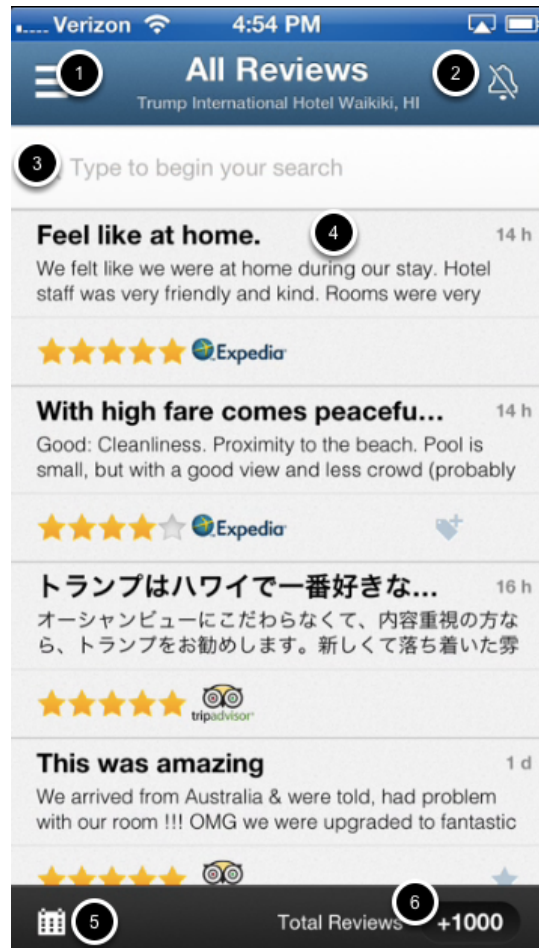 ..... Verizon 4:54 PM
1 All Reviews 2
Trump International Hotel Waikiki, HI
3 Type to begin your search
Feel like at home. 4 14 h
We felt like we were at home during our stay. Hotel
staff was very friendly and kind. Rooms were very
Expedia
With high fare comes peacefu... 14 h
Good: Cleanliness. Proximity to the beach. Pool is
small, but with a good view and less crowd (probably
Expedia
トランプはハワイで一番好きな... 16 h
オーシャンビューにこだわらなくて、内容重視の方な
ら、トランプをお勧めします。新しくて落ち着いた雰
tripadvisor
This was amazing 1 d
We arrived from Australia & were told, had problem
with our room !!! OMG we were upgraded to fantastic
5 Total Reviews 6 +1000